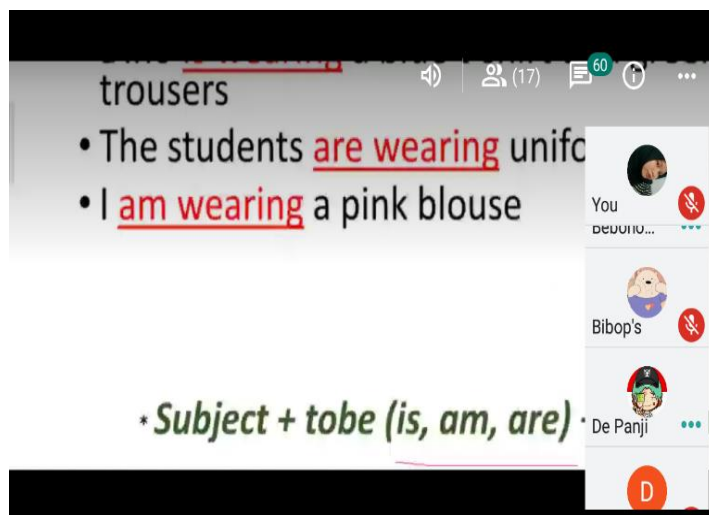 (17)
60
trousers
• The students are wearing
• I am wearing a pink blouse
You
Bibop's
* Subject + tobe (is, am, are)
De Panji
D